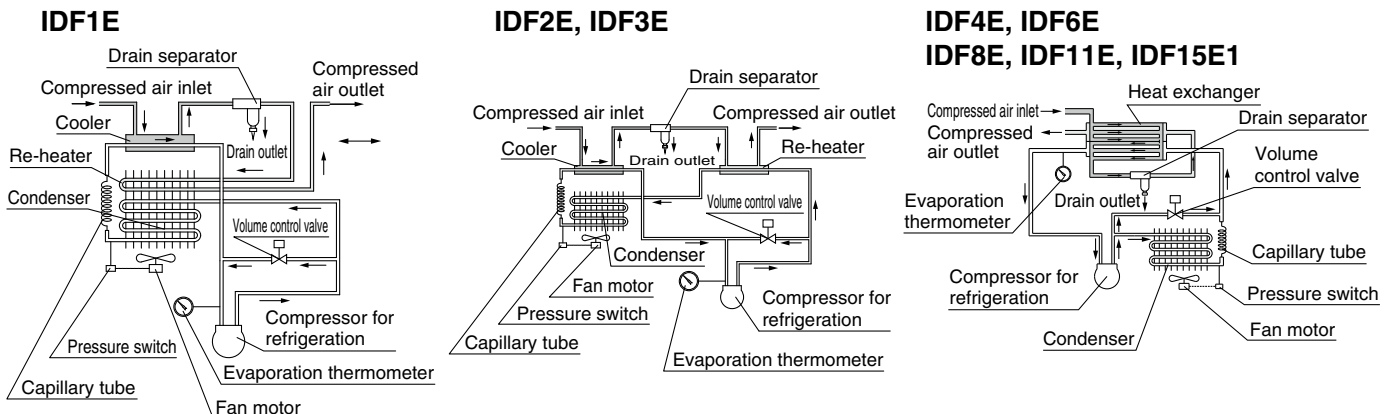 IDF1E
Drain separator
Compressed air inlet
Compressed
air outlet
Cooler
Drain outlet
Re-heater
Condenser
Volume control valve
Compressor for
refrigeration
Pressure switch
Evaporation thermometer
Capillary tube
Fan motor
IDF2E, IDF3E
Drain separator
Compressed air inlet
Compressed air outlet
Cooler
Drain outlet
Re-heater
Volume control valve
Condenser
Fan motor
Pressure switch
Compressor for
refrigeration
Capillary tube
Evaporation thermometer
IDF4E, IDF6E
IDF8E, IDF11E, IDF15E1
Heat exchanger
Compressed air inlet
Drain separator
Compressed
air outlet
Volume
control valve
Evaporation
thermometer
Drain outlet
Capillary tube
Compressor for
refrigeration
Pressure switch
Fan motor
Condenser